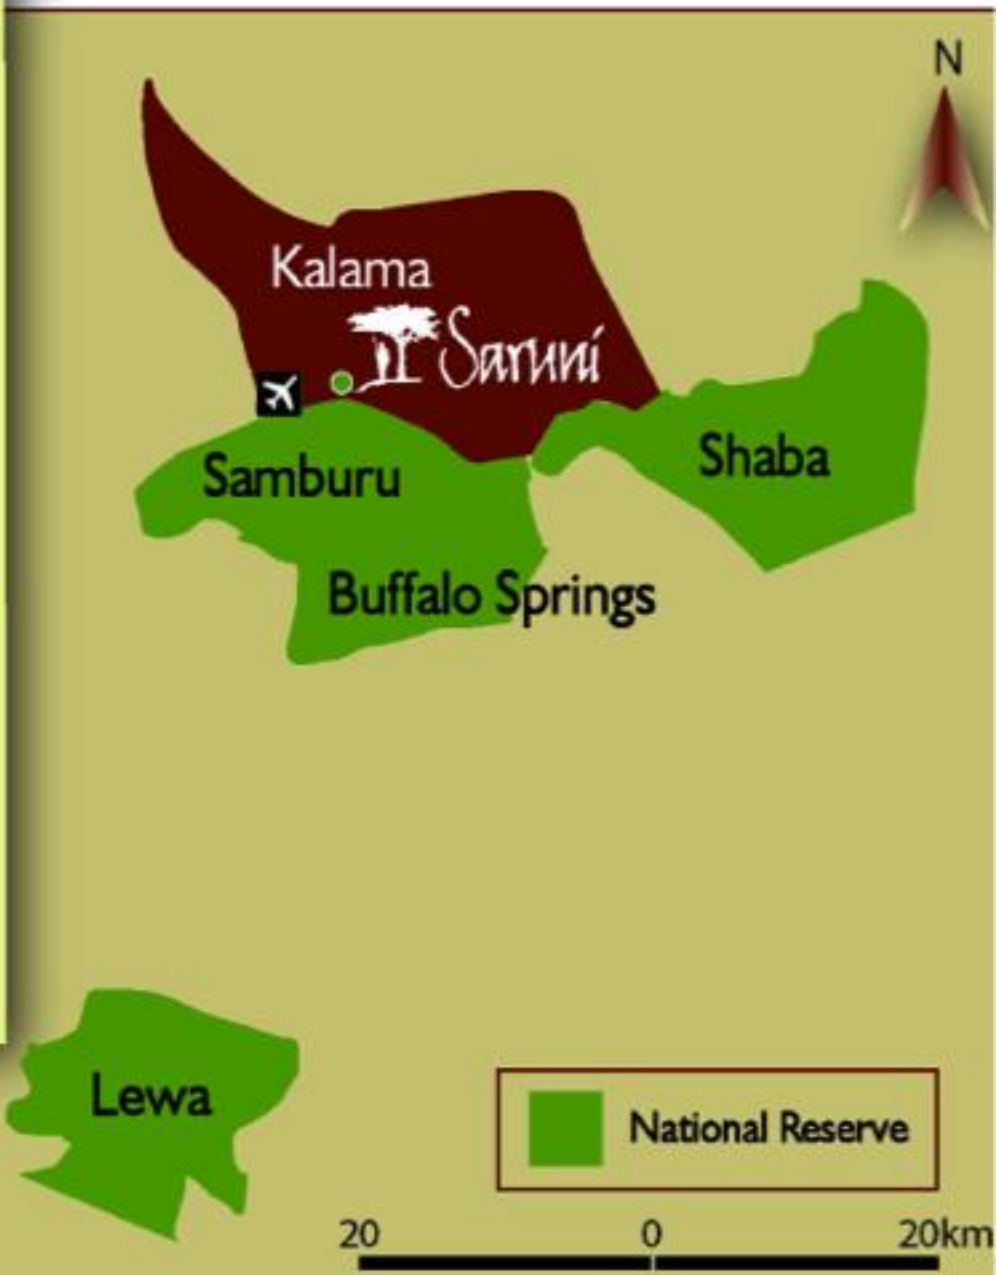 N
Kalama
Saruni
Samburu
Shaba
Buffalo Springs
Lewa
National Reserve
20 0 20km